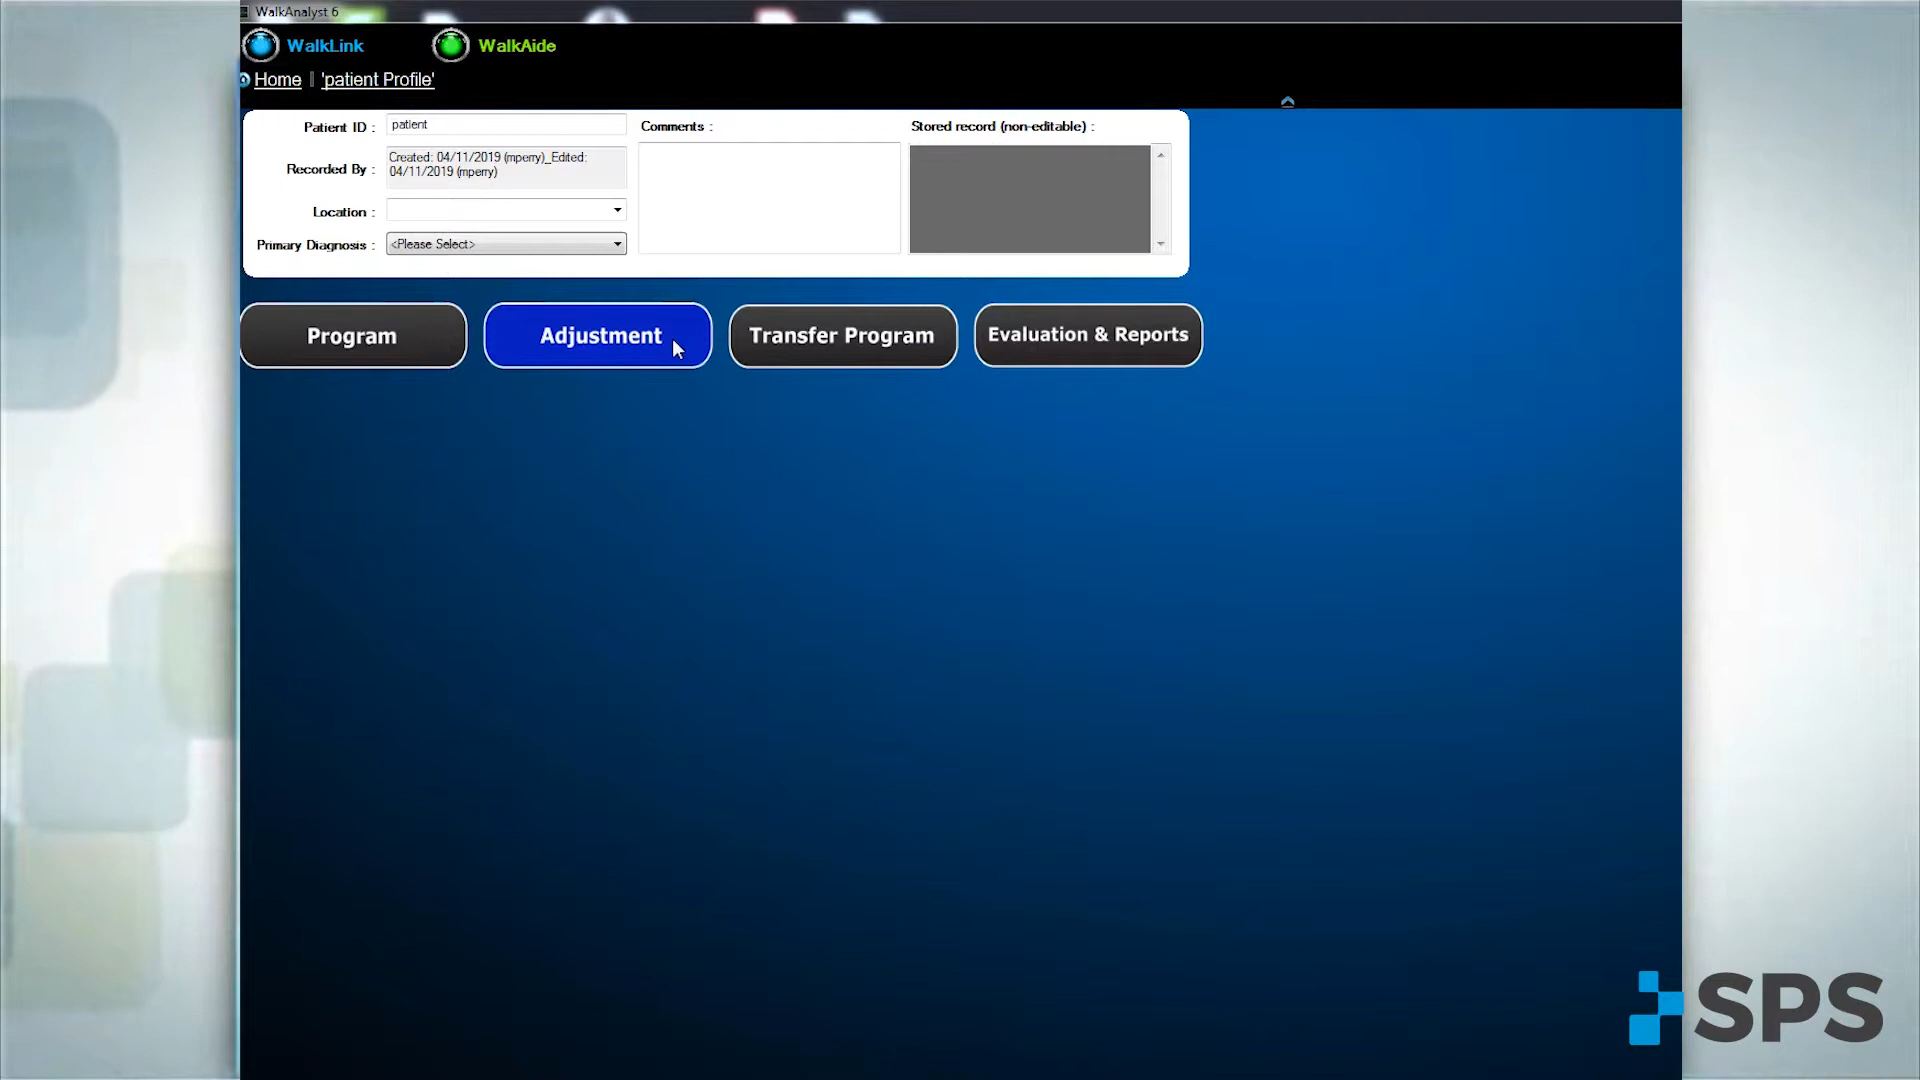 WalkAnalyst 6
WalkLink WalkAide
Home | 'patient Profile'
Patient ID : patient
Comments :
Stored record (non-editable) :
Recorded By : Created: 04/11/2019 (mperry)_Edited:
04/11/2019 (mperry)
Location :
Primary Diagnosis : <Please Select>
Program Adjustment Transfer Program Evaluation & Reports
SPS